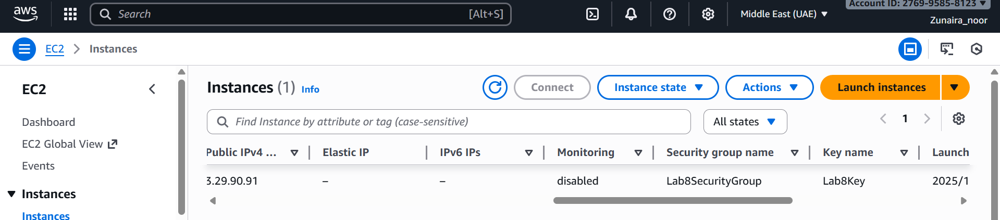 aws
Search [Alt+S]
Middle East (UAE)
Account ID: 2769-9585-8123
Zunaira_noor
EC2 > Instances
EC2
Dashboard
EC2 Global View
Events
Instances
Instances
Instances (1) Info
Connect
Instance state
Actions
Launch instances
Find Instance by attribute or tag (case-sensitive)
All states
1
Public IPv4 ... Elastic IP IPv6 IPs Monitoring Security group name Key name Launch
3.29.90.91 – – disabled Lab8SecurityGroup Lab8Key 2025/1